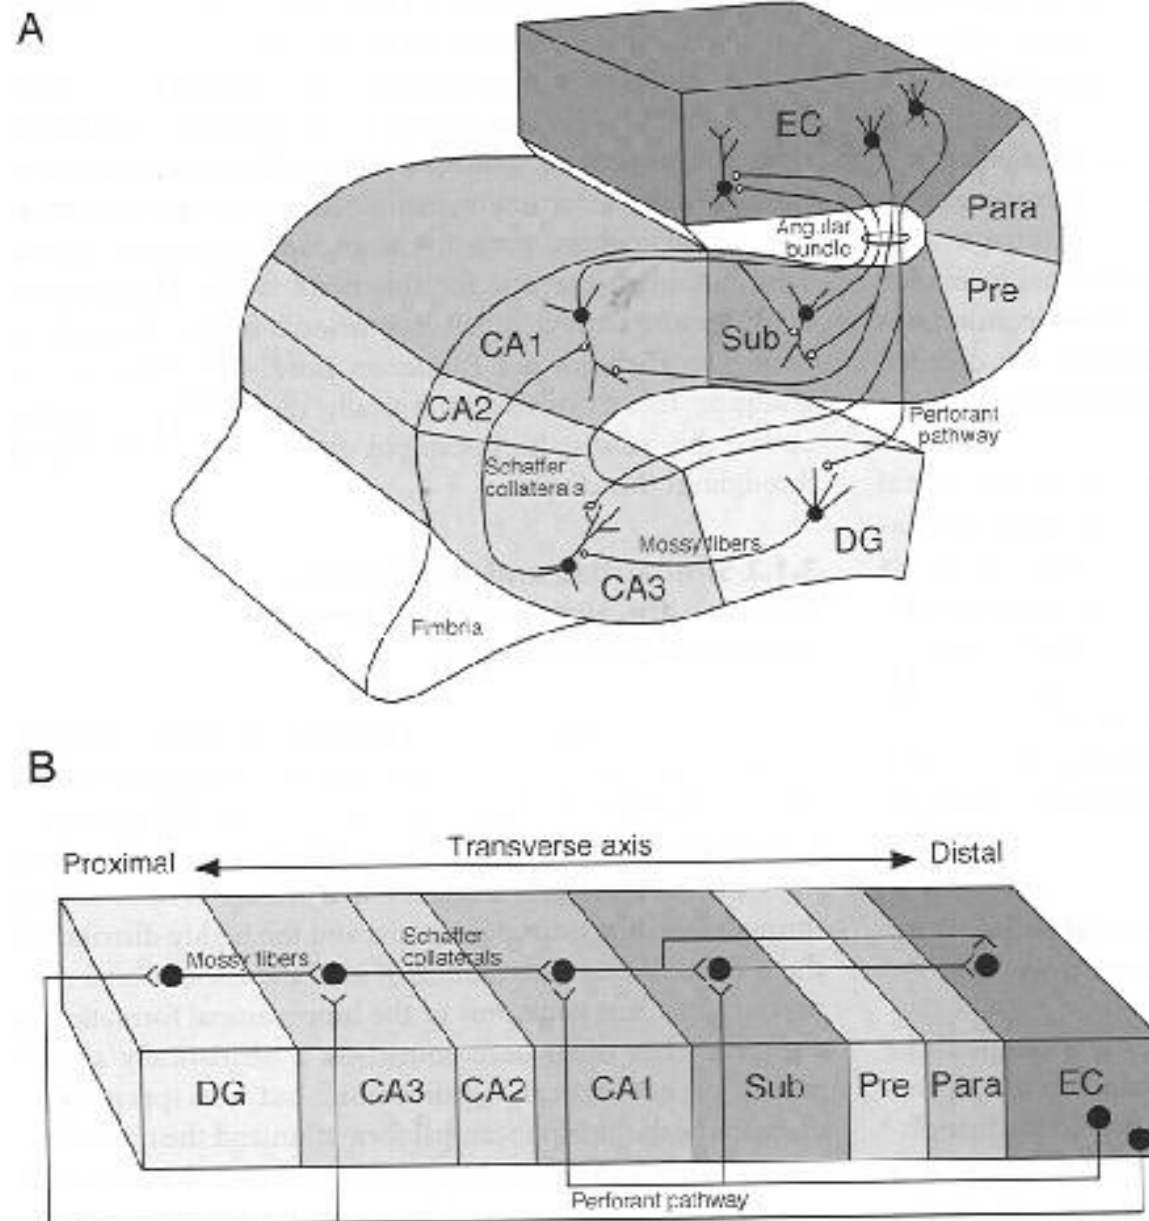 A
EC
Para
Angular
bundle
Pre
CA1
Sub
CA2
Perforant
pathway
Schaffer
collaterals
Mossy fibers
DG
CA3
Fimbria
B
Proximal
Transverse axis
Distal
Mossy fibers
Schaffer
collaterals
DG
CA3
CA2
CA1
Sub
Pre
Para
EC
Perforant pathway